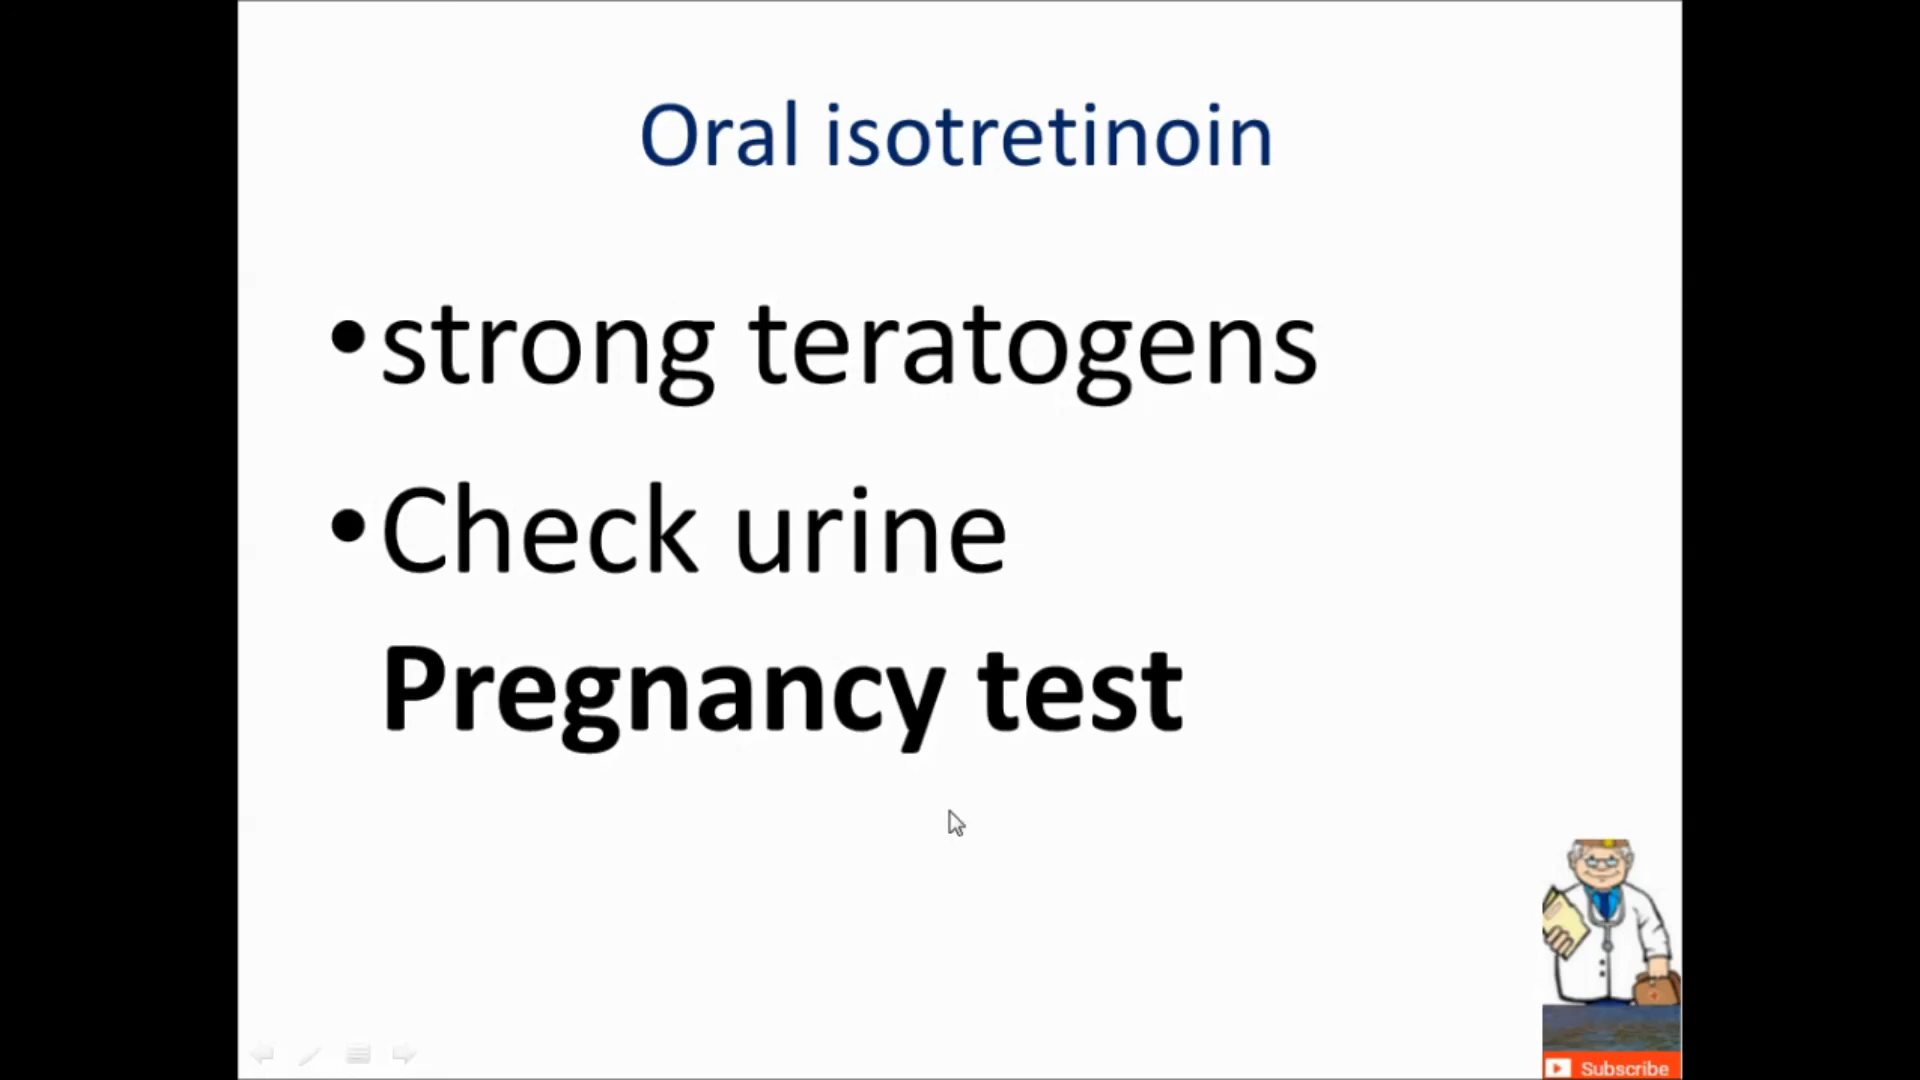 Oral isotretinoin
•strong teratogens
•Check urine
Pregnancy test
Subscribe